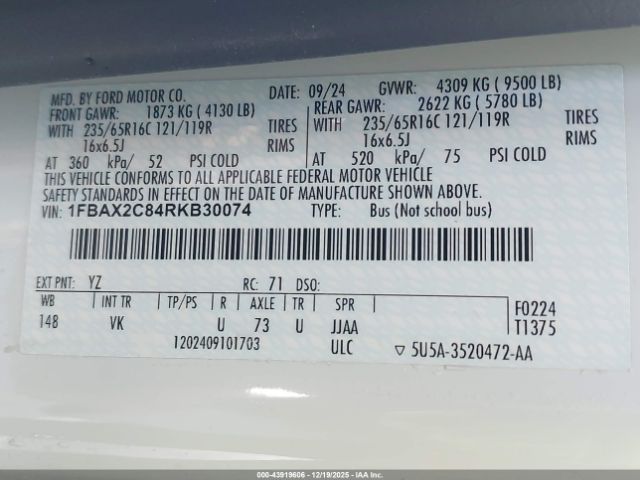 MFD. BY FORD MOTOR CO. DATE: 09/24 GVWR: 4309 KG ( 9500 LB)
FRONT GAWR: 1873 KG ( 4130 LB) REAR GAWR: 2622 KG ( 5780 LB)
WITH 235/65R16C 121/119R TIRES WITH 235/65R16C 121/119R TIRES
16x6.5J RIMS 16x6.5J RIMS
AT 360 kPa/ 52 PSI COLD AT 520 kPa/ 75 PSI COLD
THIS VEHICLE CONFORMS TO ALL APPLICABLE FEDERAL MOTOR VEHICLE
SAFETY STANDARDS IN EFFECT ON THE DATE OF MANUFACTURE SHOWN ABOVE.
VIN: 1FBAX2C84RKB30074 TYPE: Bus (Not school bus)
EXT PNT: YZ RC: 71 DSO:
WB INT TR TP/PS R AXLE TR SPR F0224
148 VK U 73 U JJAA T1375
1202409101703 ULC ▽ 5U5A-3520472-AA
000-43919606 - 12/19/2025 - IAA Inc.